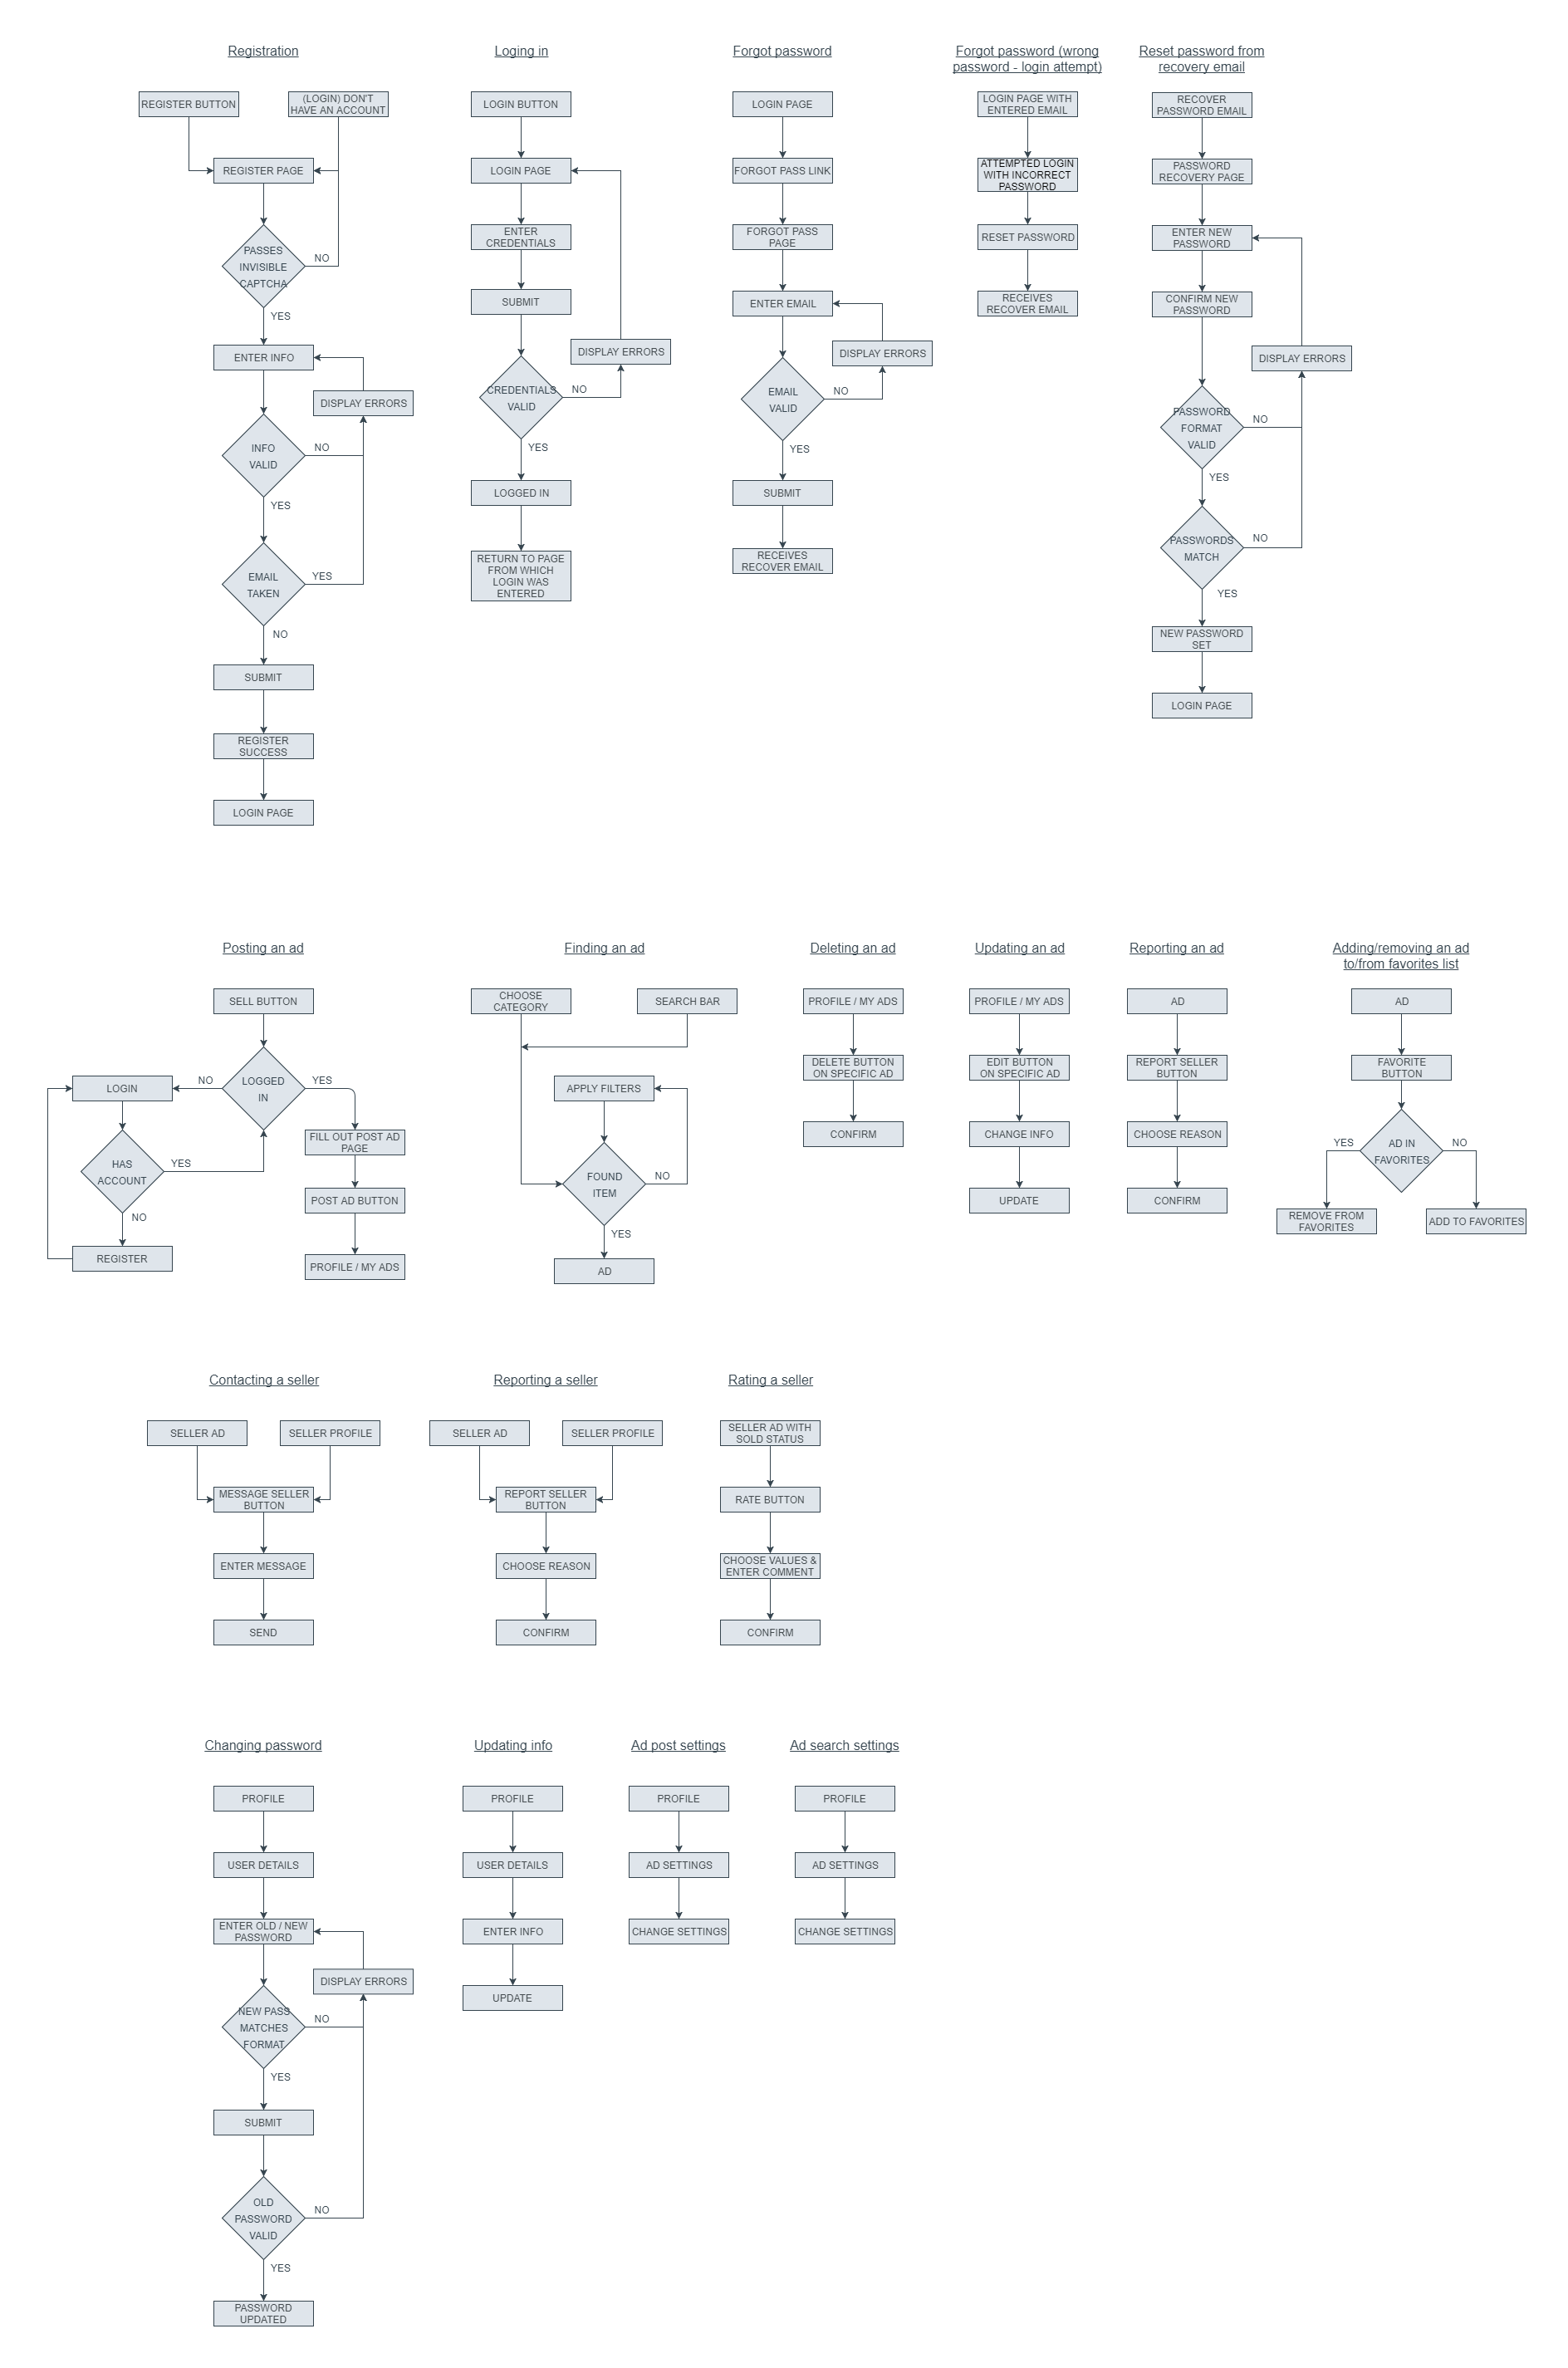 Registration
REGISTER BUTTON
(LOGIN) DON'T
HAVE AN ACCOUNT
REGISTER PAGE
PASSES
INVISIBLE
CAPTCHA
NO
YES
ENTER INFO
DISPLAY ERRORS
INFO
VALID
NO
YES
EMAIL
TAKEN
YES
NO
SUBMIT
REGISTER
SUCCESS
LOGIN PAGE
Loging in
LOGIN BUTTON
LOGIN PAGE
ENTER
CREDENTIALS
SUBMIT
DISPLAY ERRORS
CREDENTIALS
VALID
NO
YES
LOGGED IN
RETURN TO PAGE
FROM WHICH
LOGIN WAS
ENTERED
Forgot password
LOGIN PAGE
FORGOT PASS LINK
FORGOT PASS
PAGE
ENTER EMAIL
DISPLAY ERRORS
EMAIL
VALID
NO
YES
SUBMIT
RECEIVES
RECOVER EMAIL
Forgot password (wrong
password - login attempt)
LOGIN PAGE WITH
ENTERED EMAIL
ATTEMPTED LOGIN
WITH INCORRECT
PASSWORD
RESET PASSWORD
RECEIVES
RECOVER EMAIL
Reset password from
recovery email
RECOVER
PASSWORD EMAIL
PASSWORD
RECOVERY PAGE
ENTER NEW
PASSWORD
CONFIRM NEW
PASSWORD
DISPLAY ERRORS
PASSWORD
FORMAT
VALID
NO
YES
PASSWORDS
MATCH
NO
YES
NEW PASSWORD
SET
LOGIN PAGE
Posting an ad
SELL BUTTON
LOGGED
IN
NO
YES
LOGIN
HAS
ACCOUNT
YES
NO
REGISTER
FILL OUT POST AD
PAGE
POST AD BUTTON
PROFILE / MY ADS
Finding an ad
CHOOSE
CATEGORY
SEARCH BAR
APPLY FILTERS
FOUND
ITEM
NO
YES
AD
Deleting an ad
PROFILE / MY ADS
DELETE BUTTON
ON SPECIFIC AD
CONFIRM
Updating an ad
PROFILE / MY ADS
EDIT BUTTON
ON SPECIFIC AD
CHANGE INFO
UPDATE
Reporting an ad
AD
REPORT SELLER
BUTTON
CHOOSE REASON
CONFIRM
Adding/removing an ad
to/from favorites list
AD
FAVORITE
BUTTON
AD IN
FAVORITES
YES
NO
REMOVE FROM
FAVORITES
ADD TO FAVORITES
Contacting a seller
SELLER AD
SELLER PROFILE
MESSAGE SELLER
BUTTON
ENTER MESSAGE
SEND
Reporting a seller
SELLER AD
SELLER PROFILE
REPORT SELLER
BUTTON
CHOOSE REASON
CONFIRM
Rating a seller
SELLER AD WITH
SOLD STATUS
RATE BUTTON
CHOOSE VALUES &
ENTER COMMENT
CONFIRM
Changing password
PROFILE
USER DETAILS
ENTER OLD / NEW
PASSWORD
DISPLAY ERRORS
NEW PASS
MATCHES
FORMAT
NO
YES
SUBMIT
OLD
PASSWORD
VALID
NO
YES
PASSWORD
UPDATED
Updating info
PROFILE
USER DETAILS
ENTER INFO
UPDATE
Ad post settings
PROFILE
AD SETTINGS
CHANGE SETTINGS
Ad search settings
PROFILE
AD SETTINGS
CHANGE SETTINGS